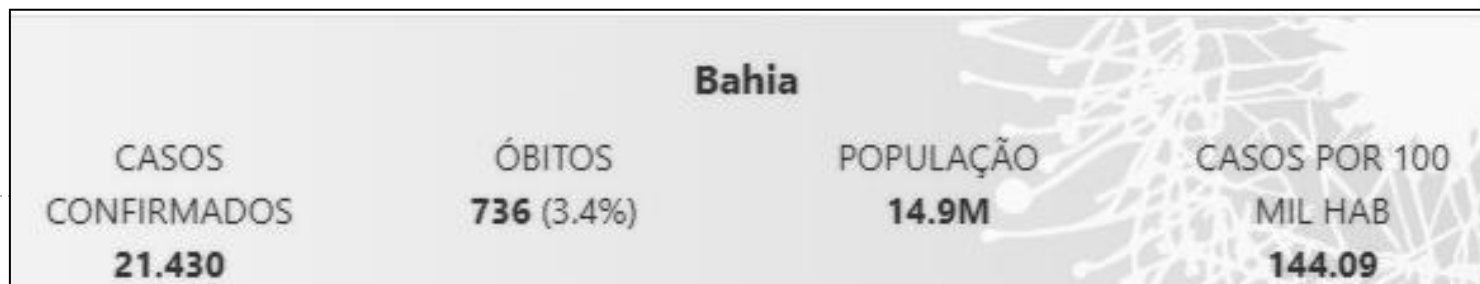 Bahia
CASOS
CONFIRMADOS
21.430
ÓBITOS
736 (3.4%)
POPULAÇÃO
14.9M
CASOS POR 100
MIL HAB
144.09